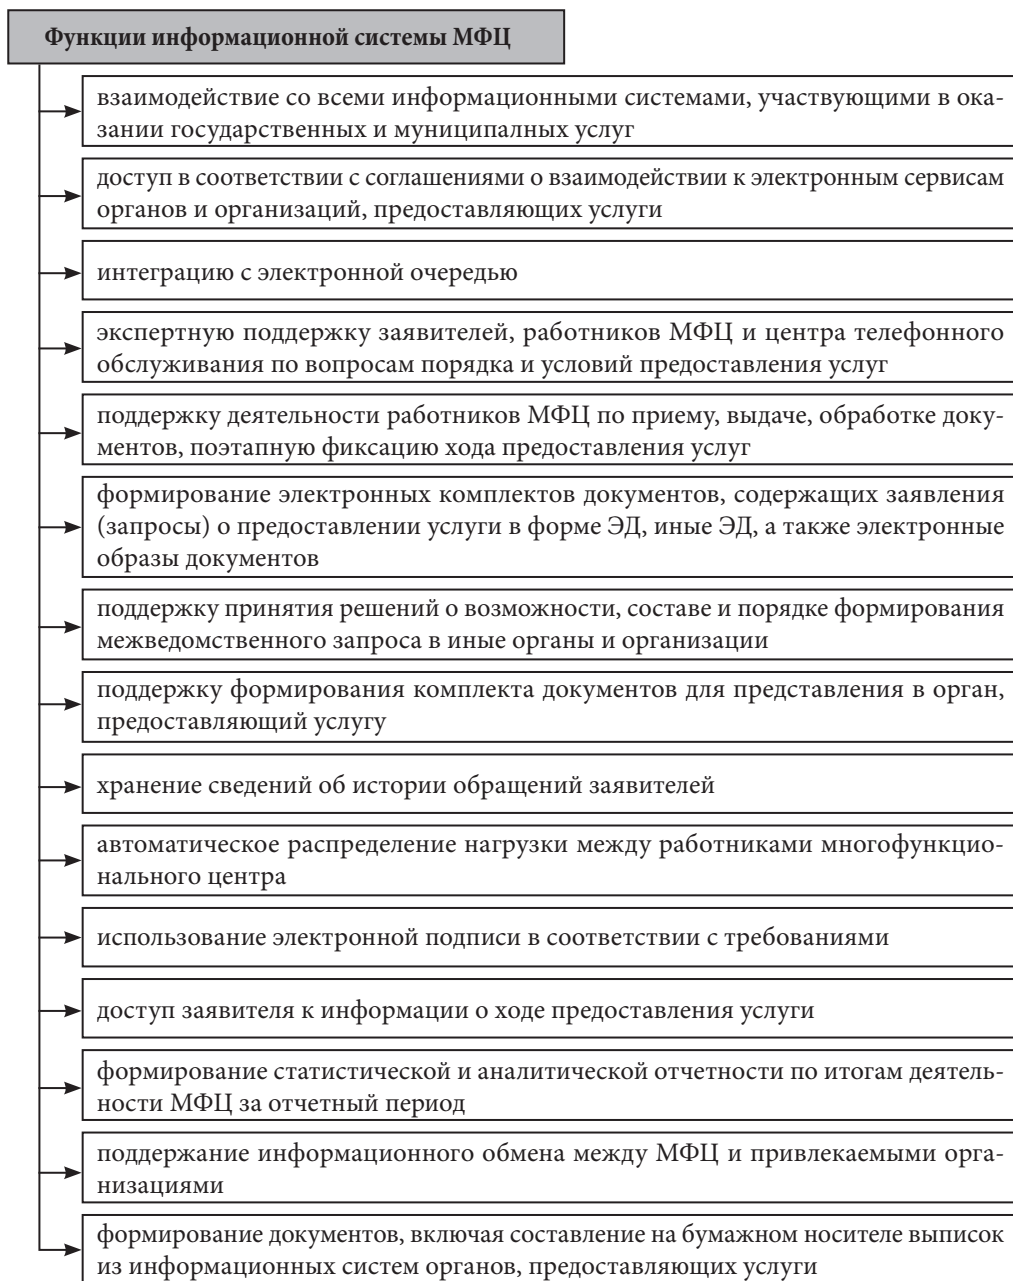 Функции информационной системы МФЦ
взаимодействие со всеми информационными системами, участвующими в ока-
зании государственных и муниципалных услуг
доступ в соответствии с соглашениями о взаимодействии к электронным сервисам
органов и организаций, предоставляющих услуги
интеграцию с электронной очередью
экспертную поддержку заявителей, работников МФЦ и центра телефонного
обслуживания по вопросам порядка и условий предоставления услуг
поддержку деятельности работников МФЦ по приему, выдаче, обработке доку-
ментов, поэтапную фиксацию хода предоставления услуг
формирование электронных комплектов документов, содержащих заявления
(запросы) о предоставлении услуги в форме ЭД, иные ЭД, а также электронные
образы документов
поддержку принятия решений о возможности, составе и порядке формирования
межведомственного запроса в иные органы и организации
поддержку формирования комплекта документов для представления в орган,
предоставляющий услугу
хранение сведений об истории обращений заявителей
автоматическое распределение нагрузки между работниками многофункцио-
нального центра
использование электронной подписи в соответствии с требованиями
доступ заявителя к информации о ходе предоставления услуги
формирование статистической и аналитической отчетности по итогам деятель-
ности МФЦ за отчетный период
поддержание информационного обмена между МФЦ и привлекаемыми орга-
низациями
формирование документов, включая составление на бумажном носителе выписок
из информационных систем органов, предоставляющих услуги